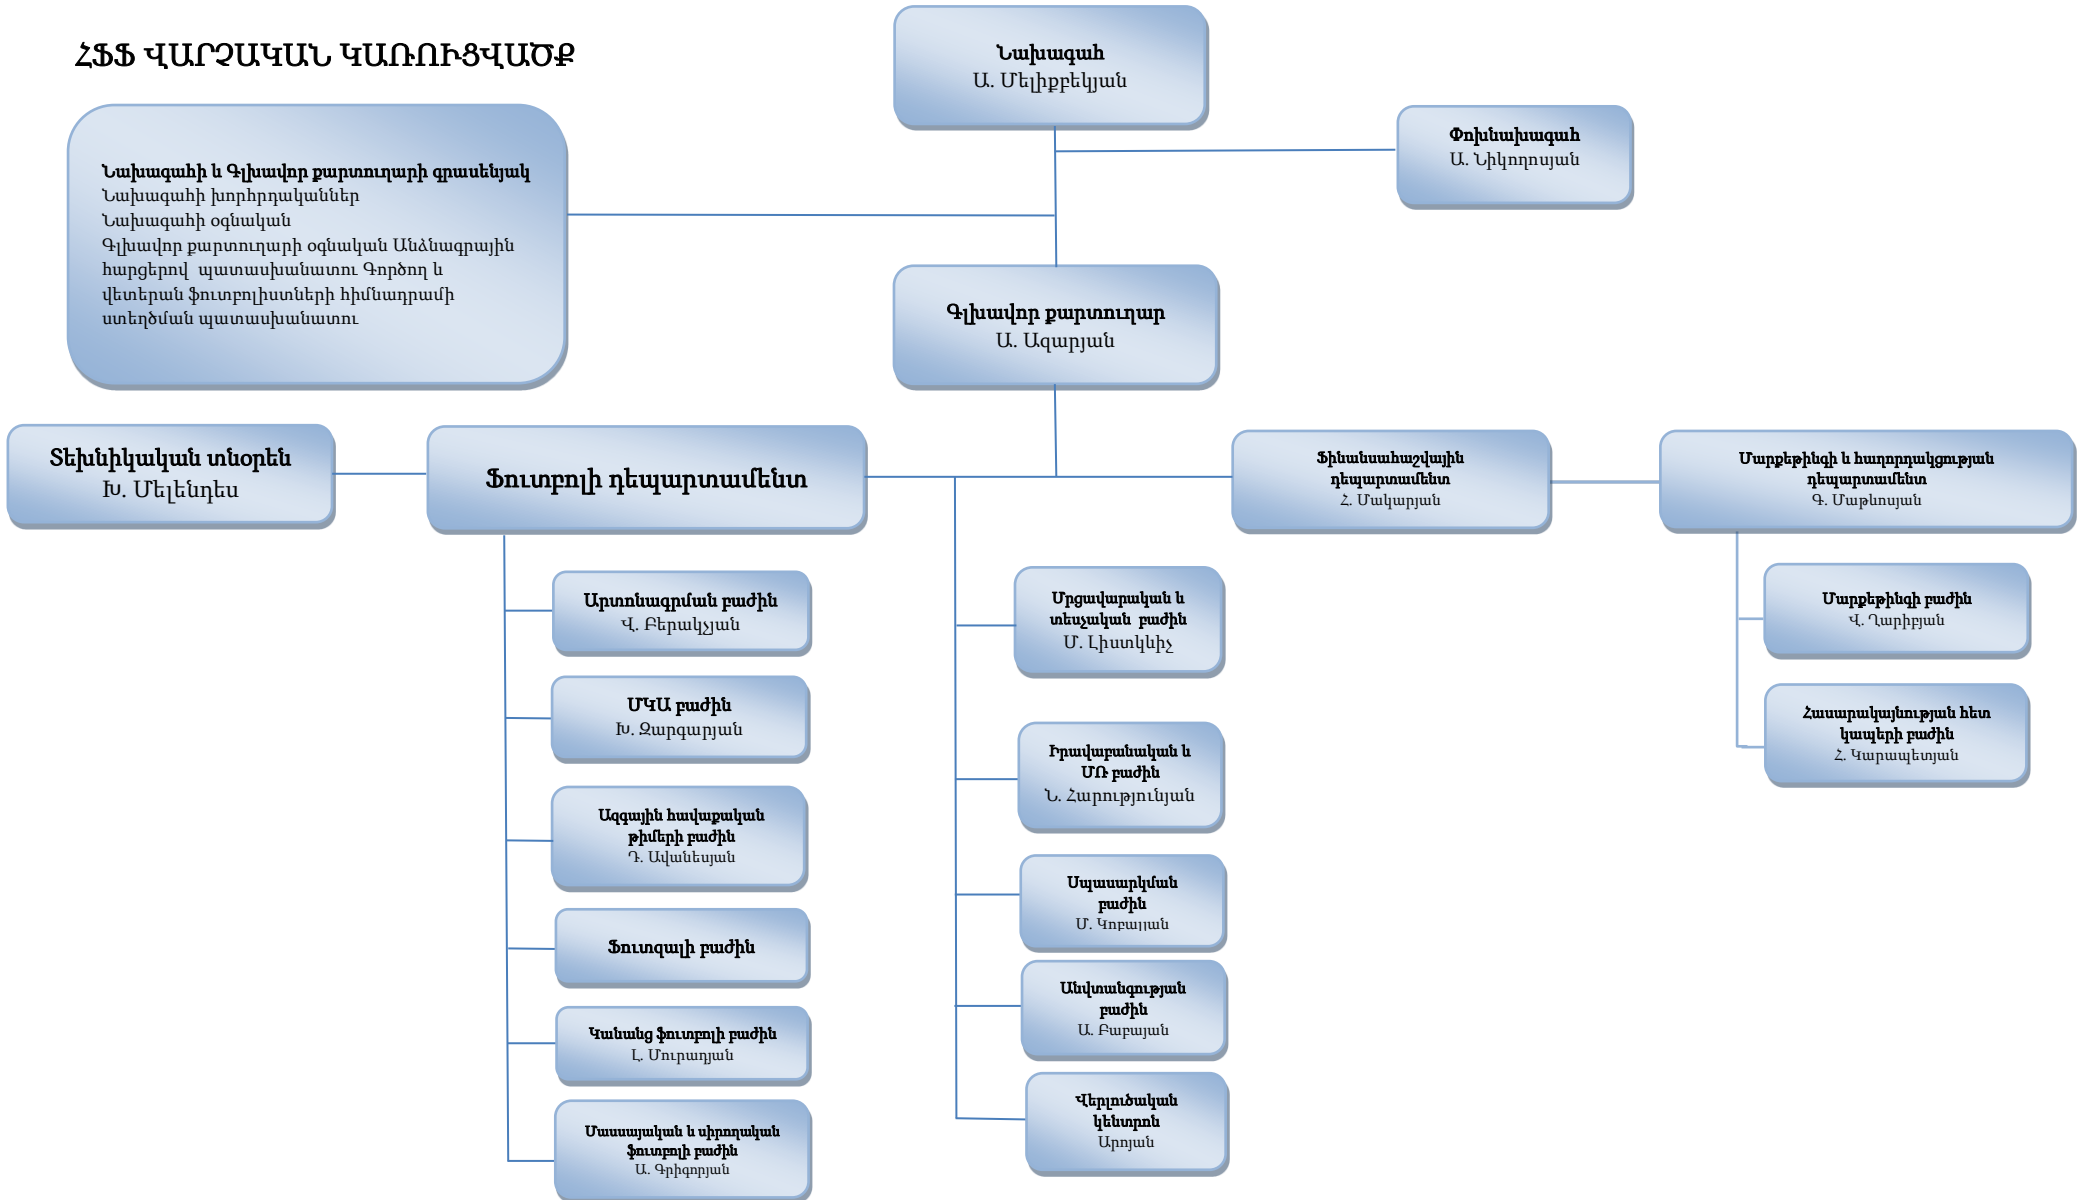 ՀՖՖ ՎԱՐՉԱԿԱՆ ԿԱՌՈՒՑՎԱԾՔ
Նախագահ
Ա. Մելիքբեկյան
Փոխնախագահ
Ա. Նիկողոսյան
Նախագահի և Գլխավոր քարտուղարի գրասենյակ
Նախագահի խորհրդականներ
Նախագահի օգնական
Գլխավոր քարտուղարի օգնական Անձնագրային
հարցերով պատասխանատու Գործող և
վետերան ֆուտբոլիստների հիմնադրամի
ստեղծման պատասխանատու
Գլխավոր քարտուղար
Ա. Ազարյան
Տեխնիկական տնօրեն
Խ. Մելենդես
Ֆուտբոլի դեպարտամենտ
Ֆինանսահաշվային
դեպարտամենտ
Հ. Մակարյան
Մարքեթինգի և հաղորդակցության
դեպարտամենտ
Գ. Մաթևոսյան
Արտոնագրման բաժին
Վ. Բերակչյան
ՄԿԱ բաժին
Խ. Զարգարյան
Ազգային հավաքական
թիմերի բաժին
Դ. Ավանեսյան
Ֆուտզալի բաժին
Կանանց ֆուտբոլի բաժին
Լ. Մուրադյան
Մասսայական և սիրողական
ֆուտբոլի բաժին
Ա. Գրիգորյան
Մրցավարական և
տեսչական բաժին
Մ. Լիստկևիչ
Իրավաբանական և
ՄՌ բաժին
Ն. Հարությունյան
Սպասարկման
բաժին
Մ. Կոբալյան
Անվտանգության
բաժին
Ա. Բաբայան
Վերլուծական
կենտրոն
Արոյան
Մարքեթինգի բաժին
Վ. Ղարիբյան
Հասարակայնության հետ
կապերի բաժին
Հ. Կարապետյան